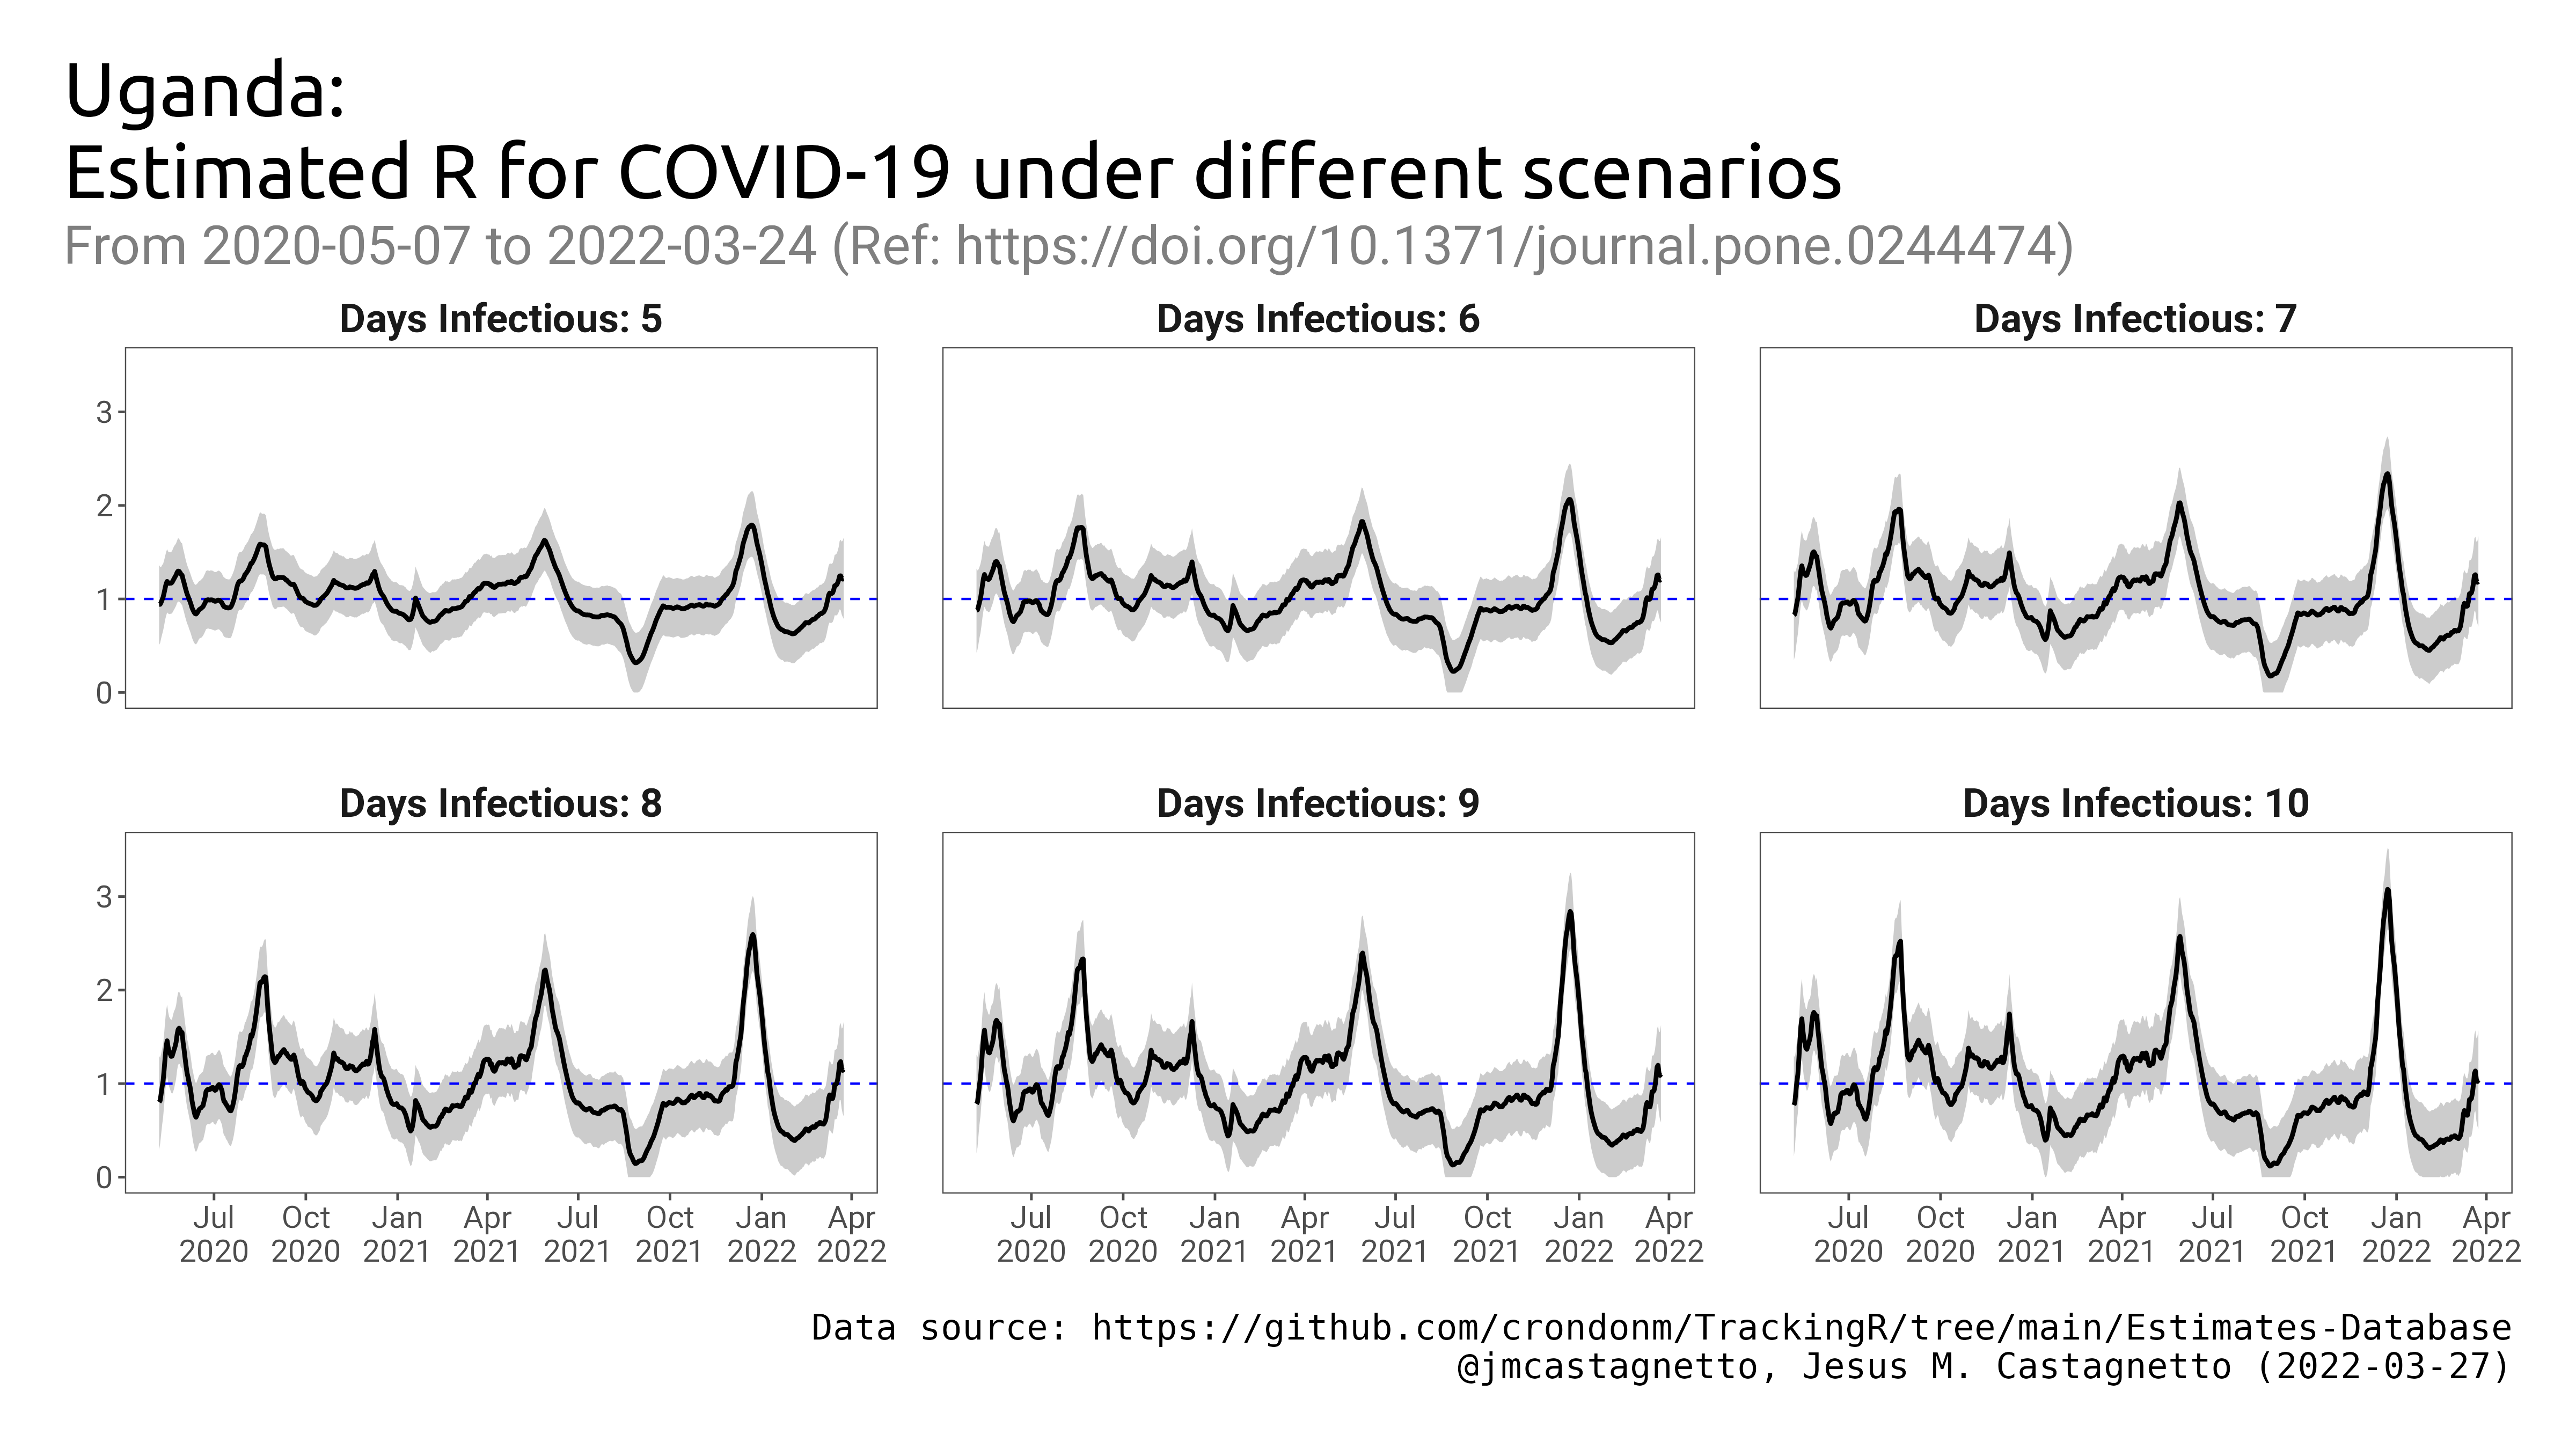 Uganda:
Estimated R for COVID-19 under different scenarios
From 2020-05-07 to 2022-03-24 (Ref: https://doi.org/10.1371/journal.pone.0244474)
Days Infectious: 5
Days Infectious: 6
Days Infectious: 7
3
2
1
0
Days Infectious: 8
Days Infectious: 9
Days Infectious: 10
3
2
1
0
Jul Oct Jan Apr Jul Oct Jan Apr
2020 2020 2021 2021 2021 2021 2022 2022
Jul Oct Jan Apr Jul Oct Jan Apr
2020 2020 2021 2021 2021 2021 2022 2022
Jul Oct Jan Apr Jul Oct Jan Apr
2020 2020 2021 2021 2021 2021 2022 2022
Data source: https://github.com/crondonm/TrackingR/tree/main/Estimates-Database
@jmcastagnetto, Jesus M. Castagnetto (2022-03-27)